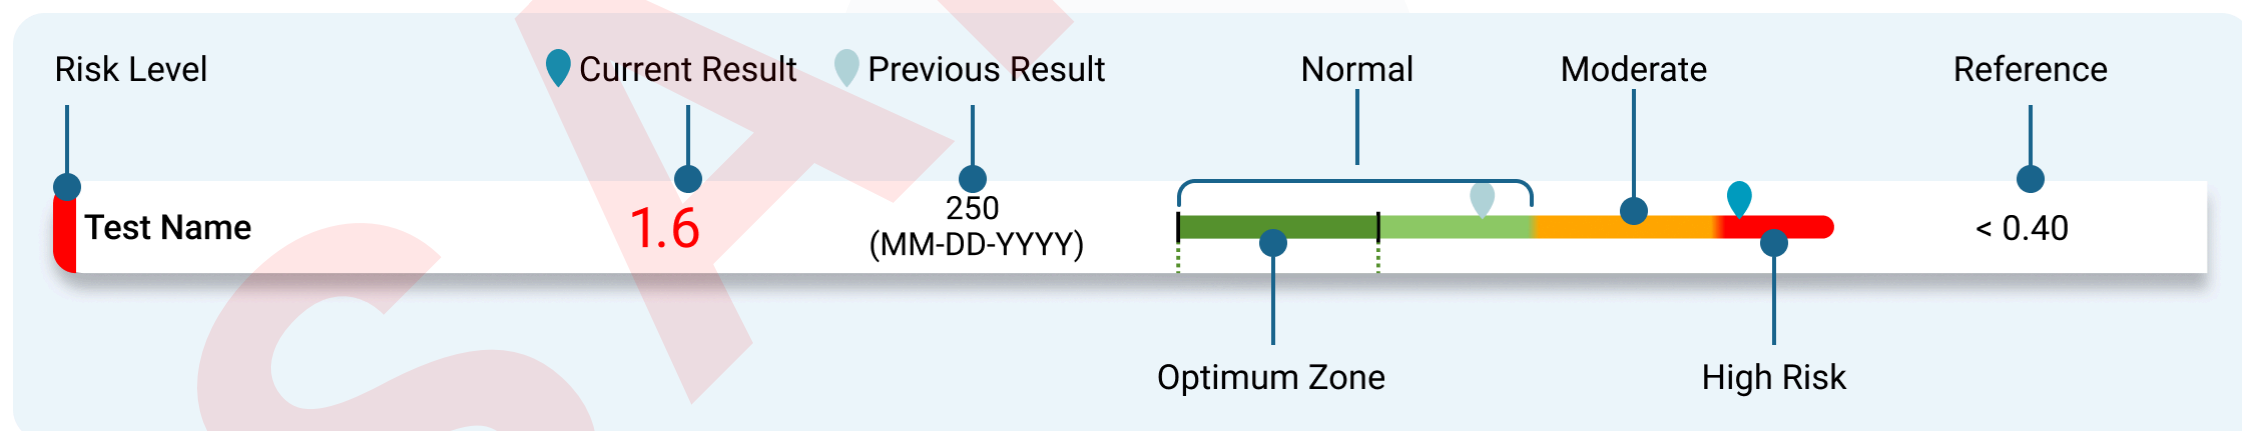 Risk Level
Current Result
Previous Result
Normal
Moderate
Reference
Test Name
1.6
250
(MM-DD-YYYY)
< 0.40
Optimum Zone
High Risk